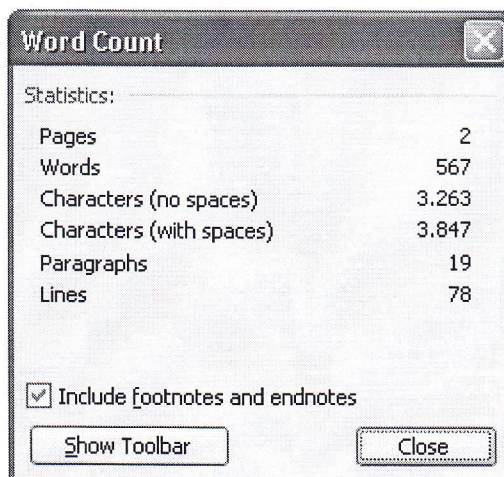 Word Count
Statistics:
Pages 2
Words 567
Characters (no spaces) 3.263
Characters (with spaces) 3.847
Paragraphs 19
Lines 78
Include footnotes and endnotes
Show Toolbar Close